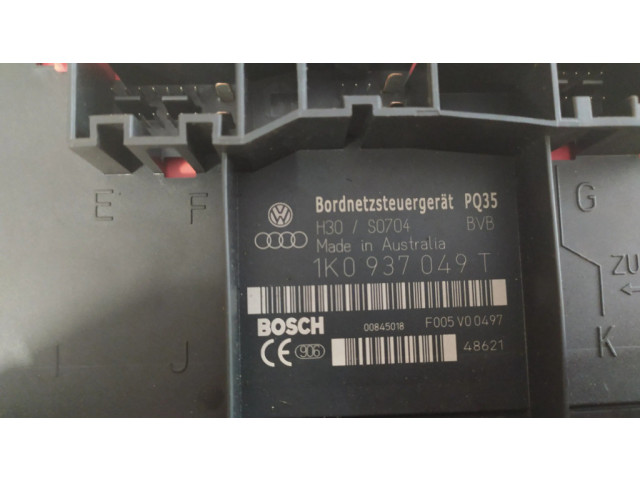 E F
G
Bordnetzsteuergerät PQ35
H30 / S0704 BVB
Made in Australia
1K0 937 049 T
ZU
BOSCH 00845018 F005 V0 0497
CE 906 48621
I J
K